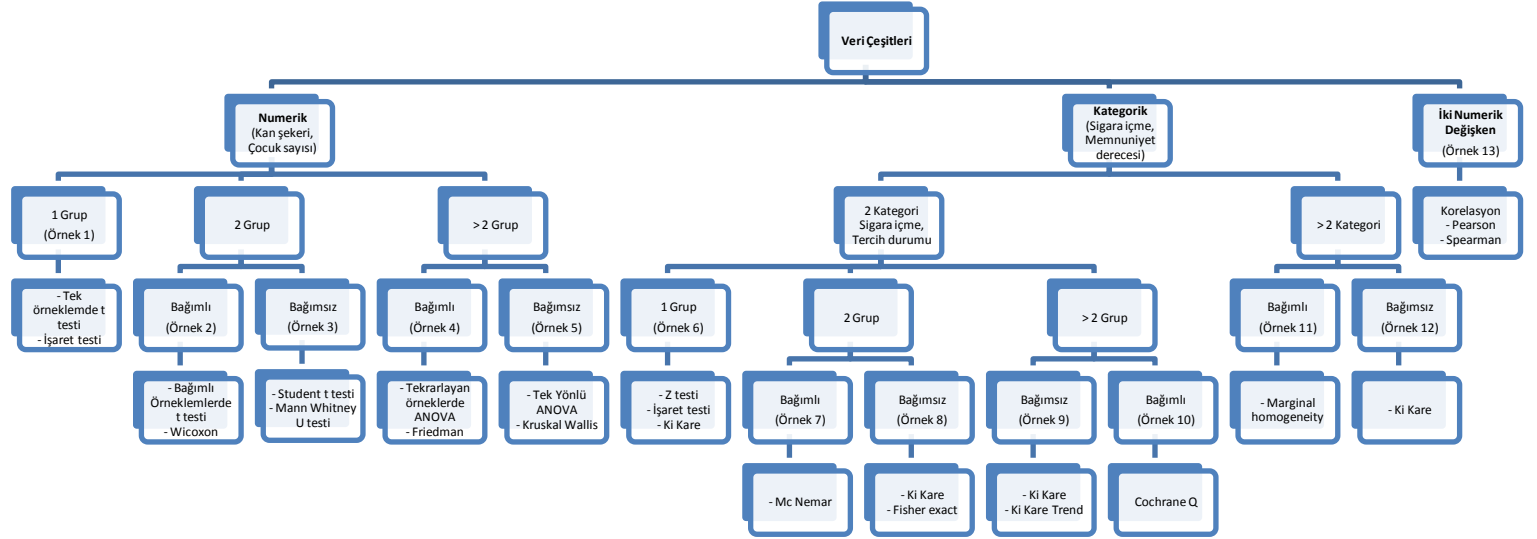 Veri Çeşitleri
Numerik
(Kan şekeri,
Çocuk sayısı)
Kategorik
(Sigara içme,
Memnuniyet
derecesi)
İki Numerik
Değişken
(Örnek 13)
1 Grup
(Örnek 1)
2 Grup
> 2 Grup
2 Kategori
Sigara içme,
Tercih durumu
> 2 Kategori
Korelasyon
- Pearson
- Spearman
- Tek
örneklemde t
testi
- İşaret testi
Bağımlı
(Örnek 2)
Bağımsız
(Örnek 3)
Bağımlı
(Örnek 4)
Bağımsız
(Örnek 5)
1 Grup
(Örnek 6)
2 Grup
> 2 Grup
Bağımlı
(Örnek 11)
Bağımsız
(Örnek 12)
- Bağımlı
Örneklemlerde
t testi
- Wicoxon
- Student t testi
- Mann Whitney
U testi
- Tekrarlayan
örneklerde
ANOVA
- Friedman
- Tek Yönlü
ANOVA
- Kruskal Wallis
- Z testi
- İşaret testi
- Ki Kare
Bağımlı
(Örnek 7)
Bağımsız
(Örnek 8)
Bağımsız
(Örnek 9)
Bağımlı
(Örnek 10)
- Marginal
homogeneity
- Ki Kare
- Mc Nemar
- Ki Kare
- Fisher exact
- Ki Kare
- Ki Kare Trend
Cochrane Q